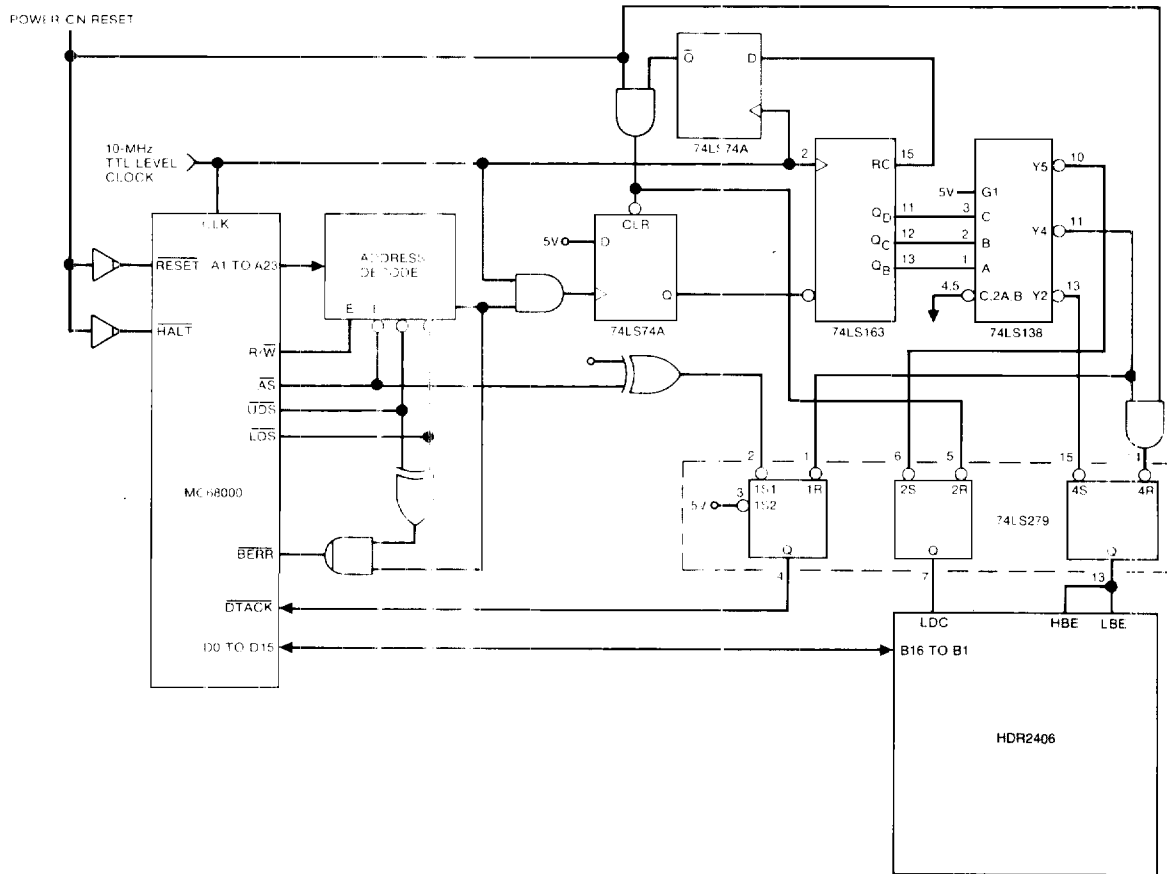 POWER ON RESET
10-MHz
TTL LEVEL
CLOCK
CLK
RESET
A1 TO A23
HALT
R/W
AS
UDS
LDS
MC68000
BERR
DTACK
D0 TO D15
ADDRESS
DECODE
E
Q
D
74LS74A
5V
D
CLR
Q
74LS74A
2
RC
15
QD
11
QC
12
QB
13
74LS163
5V
G1
3
C
2
B
1
A
4,5
Y5
10
Y4
11
Y2
13
74LS138
2
1
6
5
15
1S1
1R
5V
3
1S2
Q
4
2S
2R
Q
7
74LS279
4S
4R
Q
13
LDC
HBE
LBE
B16 TO B1
HDR2406